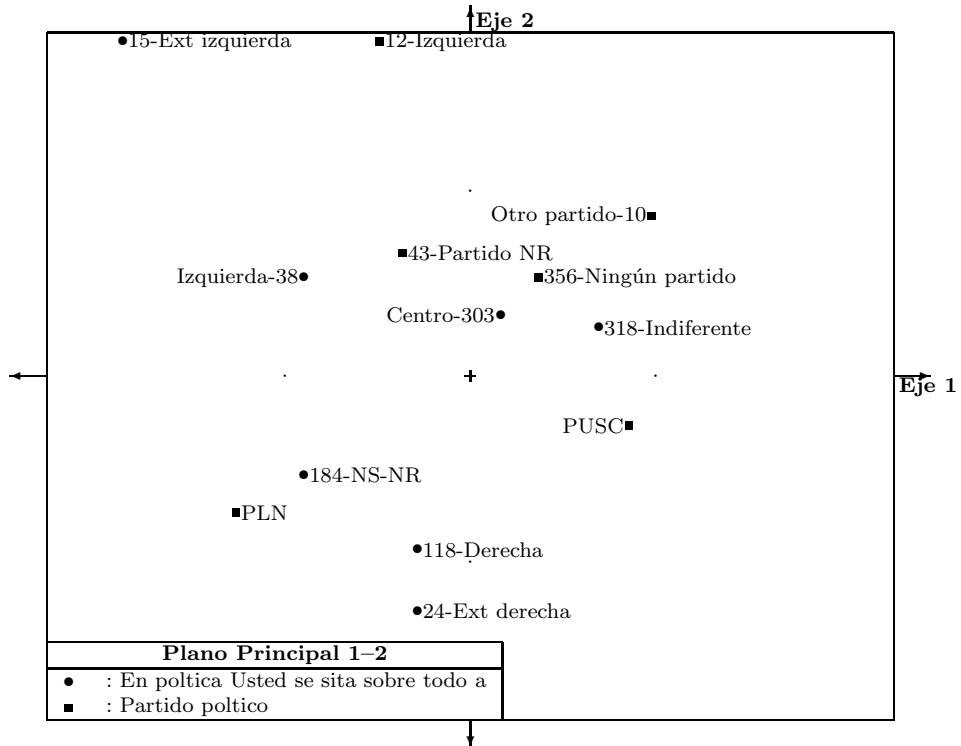 Eje 2
15-Ext izquierda
12-Izquierda
Otro partido-10
43-Partido NR
Izquierda-38
356-Ningún partido
Centro-303
318-Indiferente
Eje 1
PUSC
184-NS-NR
PLN
118-Derecha
24-Ext derecha
Plano Principal 1–2
: En poltica Usted se sita sobre todo a
: Partido poltico